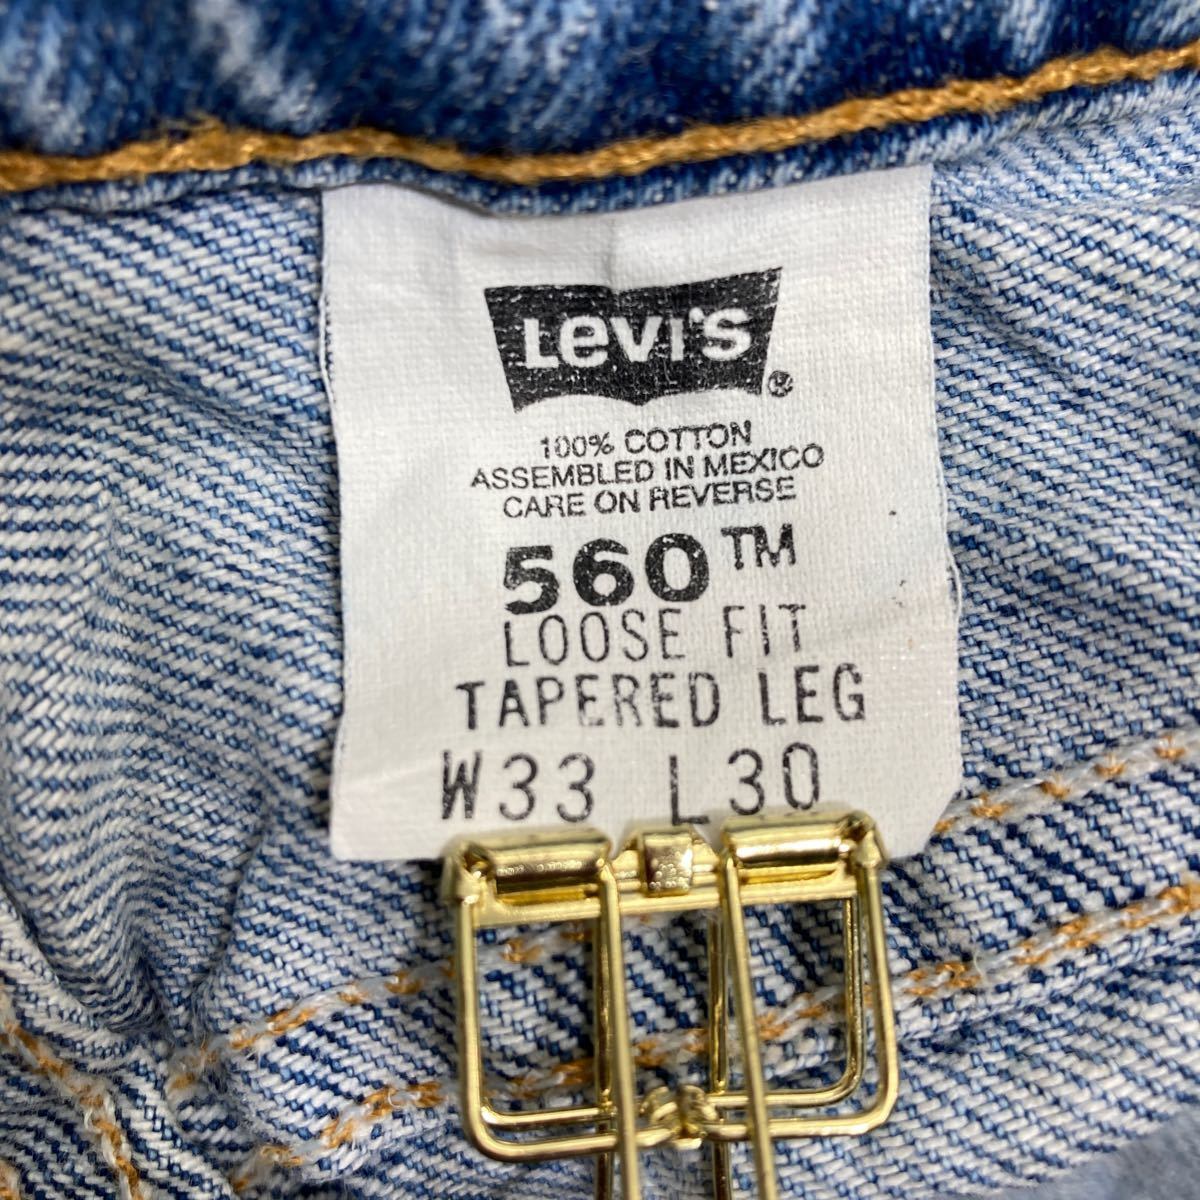 Levi's ®
100% COTTON
ASSEMBLED IN MEXICO
CARE ON REVERSE
560™
LOOSE FIT
TAPERED LEG
W33 L30